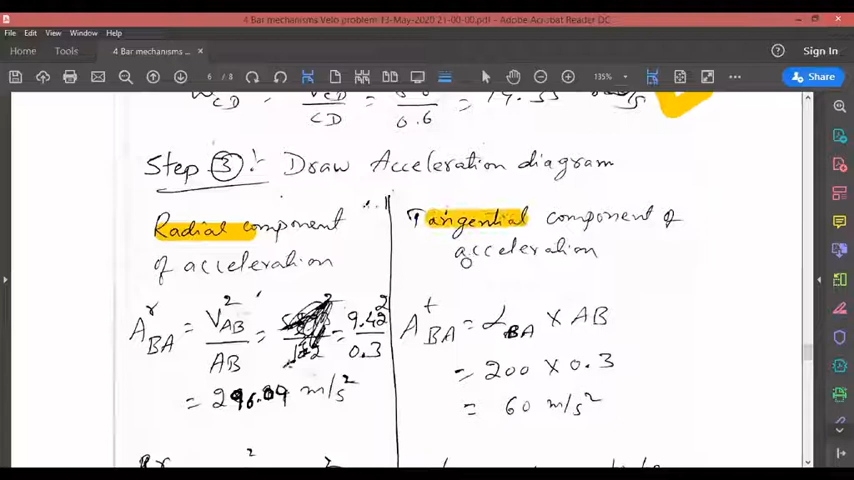 4 Bar mechanisms Velo problem 13-May-2020 21-00-00.pdf - Adobe Acrobat Reader DC
File Edit View Window Help
Home Tools 4 Bar mechanisms ... × Sign In
6 / 8 135% Share
CD 0.6
Step ③ :- Draw Acceleration diagram
Radial component
of acceleration
Tangential component of
acceleration
A^r_BA = V²_AB / AB = 9.42² / 0.3
= 296.09 m/s²
A^t_BA = α_BA × AB
= 200 × 0.3
= 60 m/s²